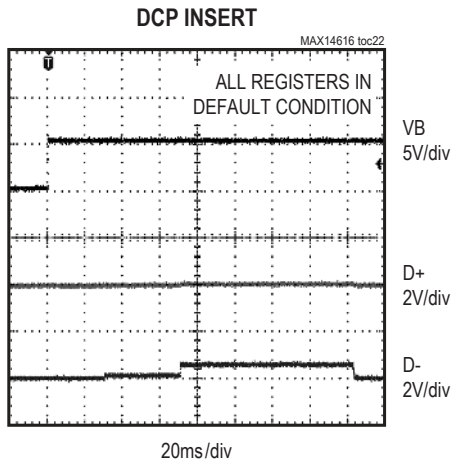 DCP INSERT
MAX14616 toc22
T
ALL REGISTERS IN
DEFAULT CONDITION
VB
5V/div
D+
2V/div
D-
2V/div
20ms/div